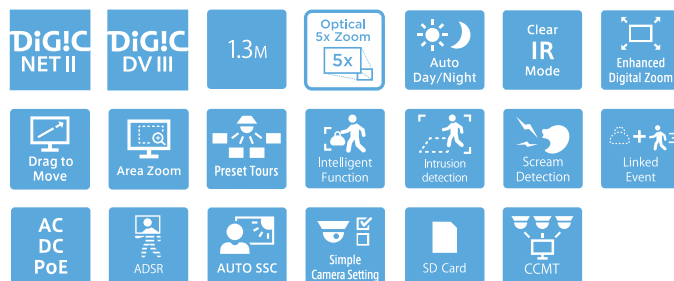 DiG!C
NET II
DiG!C
DV III
1.3M
Optical
5x Zoom
5x
Auto
Day/Night
Clear
IR
Mode
Enhanced
Digital Zoom
Drag to
Move
Area Zoom
Preset Tours
Intelligent
Function
Intrusion
detection
Scream
Detection
Linked
Event
AC
DC
PoE
ADSR
AUTO SSC
Simple
Camera Setting
SD Card
CCMT